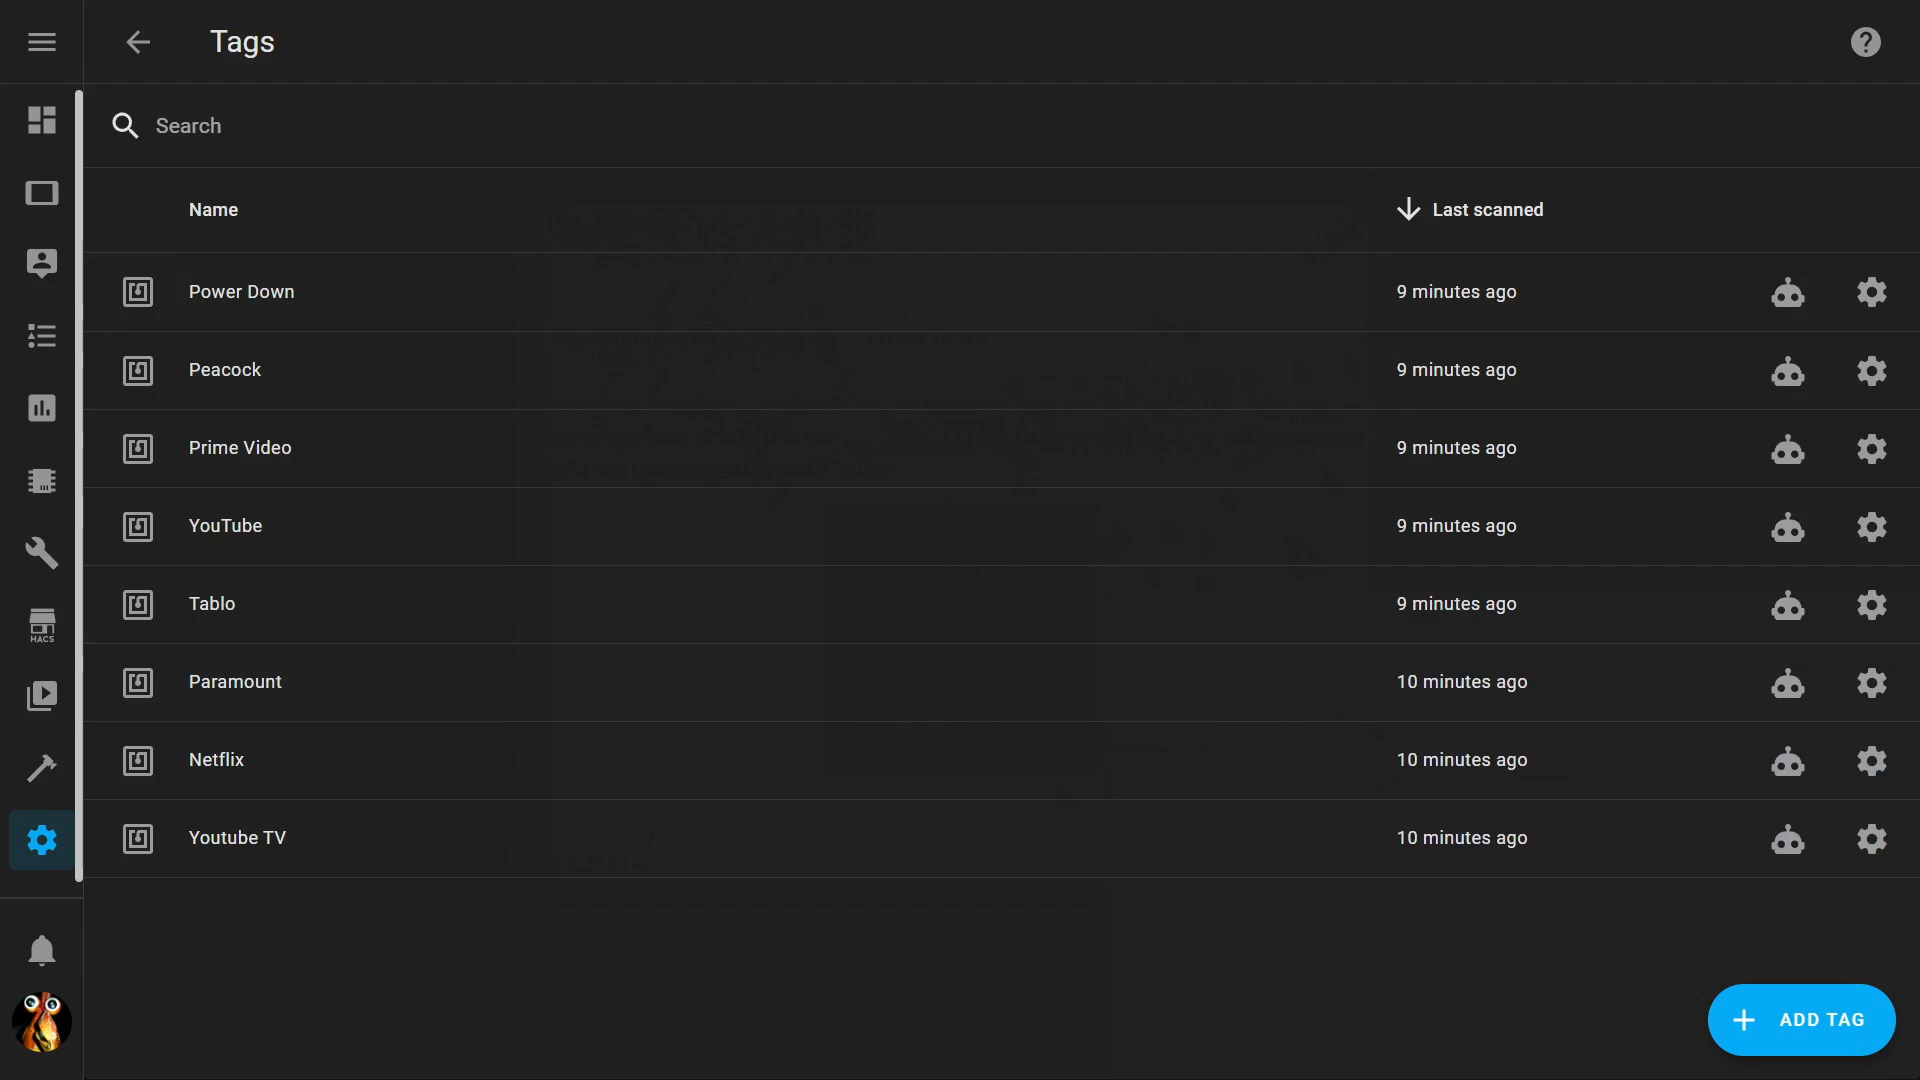 Tags
Search
Name
Last scanned
Power Down
9 minutes ago
Peacock
9 minutes ago
Prime Video
9 minutes ago
YouTube
9 minutes ago
Tablo
9 minutes ago
HACS
Paramount
10 minutes ago
Netflix
10 minutes ago
Youtube TV
10 minutes ago
ADD TAG